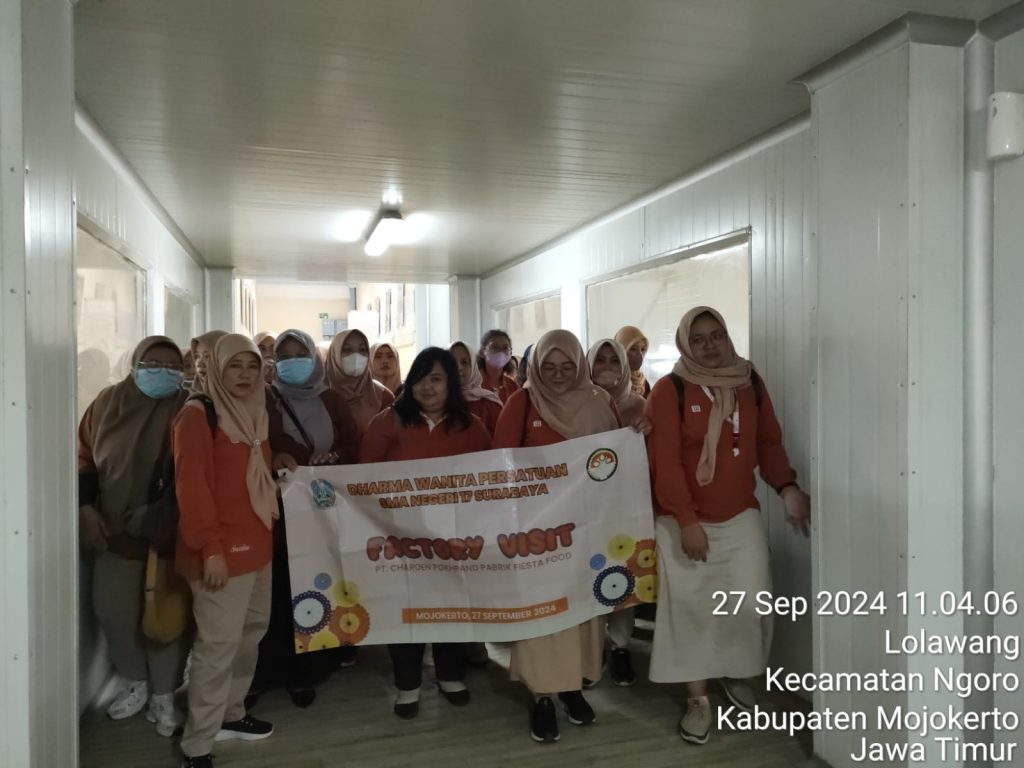 DHARMA WANITA PERSATUAN
SMA NEGERI 17 SURABAYA
FACTORY VISIT
PT. CHAROEN POKHPAND PABRIK FIESTA FOOD
MOJOKERTO, 27 SEPTEMBER 2024
27 Sep 2024 11.04.06
Lolawang
Kecamatan Ngoro
Kabupaten Mojokerto
Jawa Timur